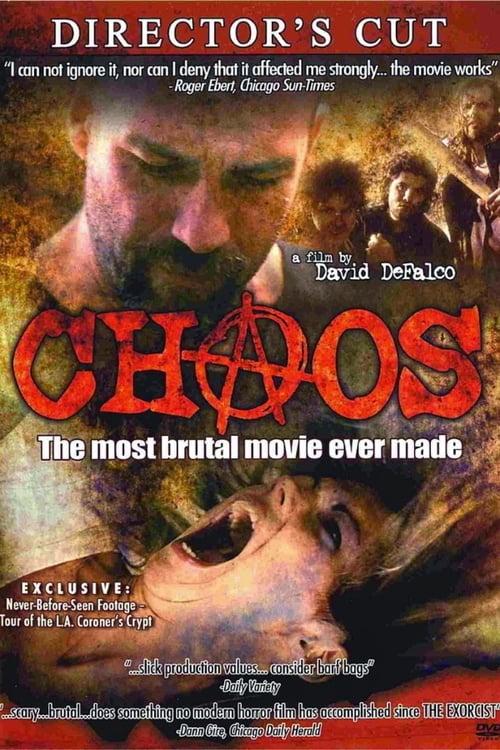 DIRECTOR'S CUT
"I can not ignore it, nor can I deny that it affected me strongly... the movie works"
- Roger Ebert, Chicago Sun-Times
a film by
David DeFalco
CHAOS
The most brutal movie ever made
EXCLUSIVE:
Never-Before-Seen Footage -
Tour of the L.A. Coroner's Crypt
"...slick production values... consider barf bags"
-Daily Variety
"...scary...brutal...does something no modern horror film has accomplished since THE EXORCIST"
-Dann Gire, Chicago Daily Herald
DVD
VIDEO